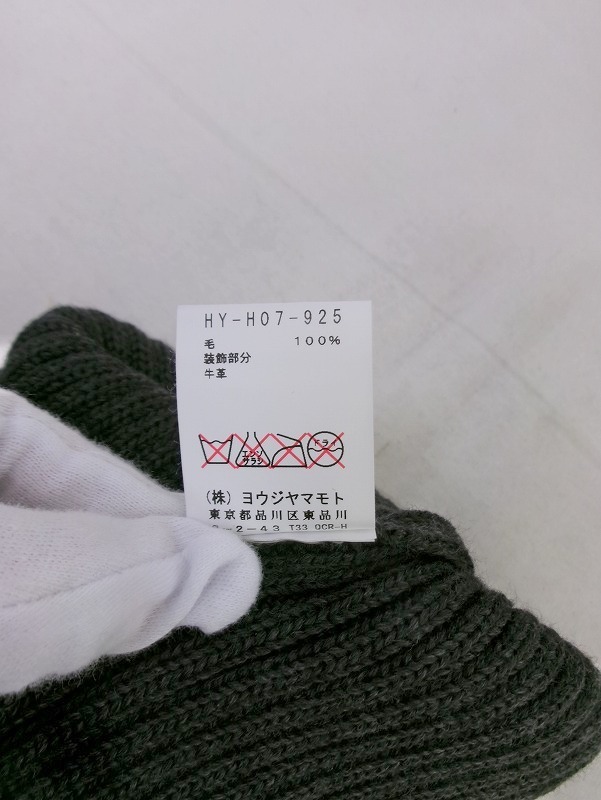 HY-H07-925
毛 100%
装飾部分
牛革
エンソ
サラシ
ドライ
(株) ヨウジヤマモト
東京都品川区東品川
-2-43 T33 OCR-H